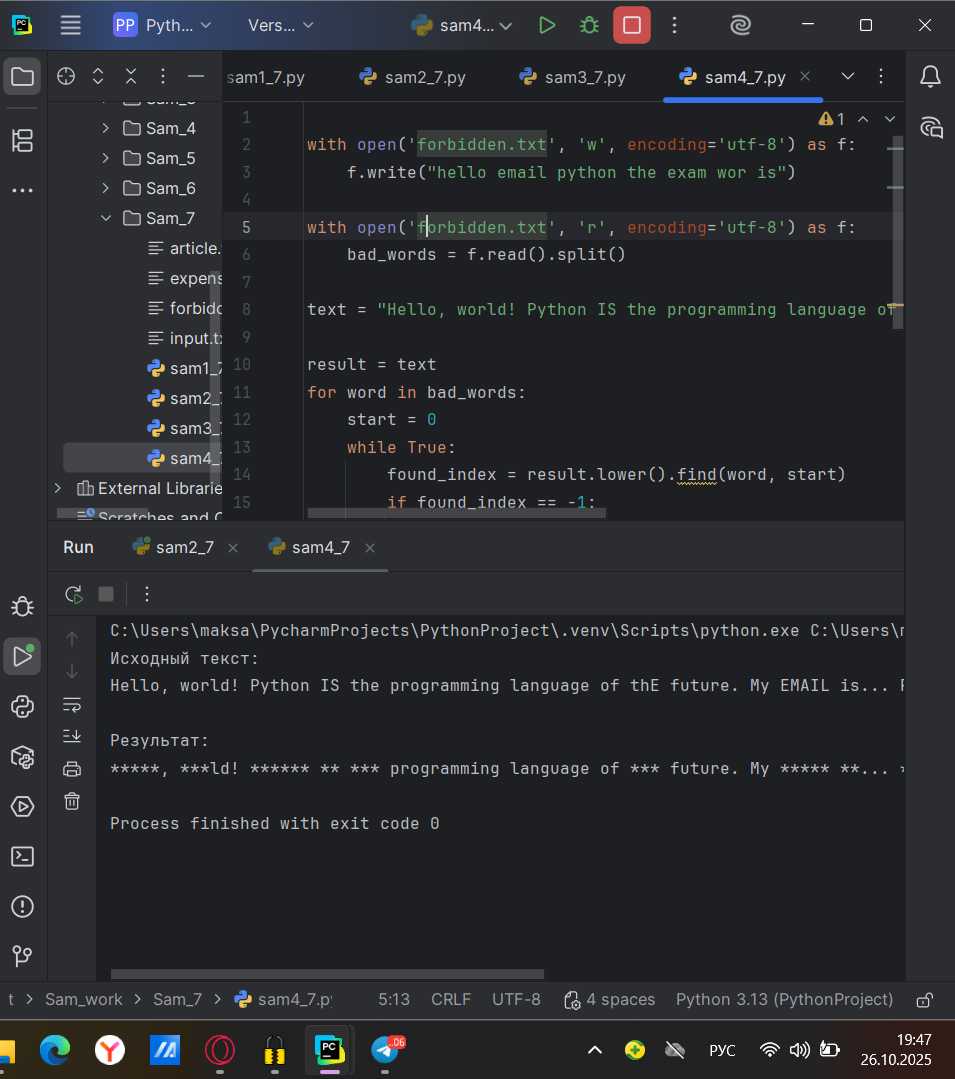 PC
PP Pyth... Vers... sam4...
sam1_7.py sam2_7.py sam3_7.py sam4_7.py
Sam_4
Sam_5
Sam_6
Sam_7
article.
expens
forbidd
input.tx
sam1_7
sam2_
sam3_
sam4_7
External Librarie
Scratches and C
1
1
2 with open('forbidden.txt', 'w', encoding='utf-8') as f:
3 f.write("hello email python the exam wor is")
4
5 with open('forbidden.txt', 'r', encoding='utf-8') as f:
6 bad_words = f.read().split()
7
8 text = "Hello, world! Python IS the programming language of
9
10 result = text
11 for word in bad_words:
12 start = 0
13 while True:
14 found_index = result.lower().find(word, start)
15 if found_index == -1:
Run sam2_7 sam4_7
C:\Users\maksa\PycharmProjects\PythonProject\.venv\Scripts\python.exe C:\Users\m
Исходный текст:
Hello, world! Python IS the programming language of thE future. My EMAIL is...
Результат:
*****, ***ld! ****** ** *** programming language of *** future. My ***** **... *
Process finished with exit code 0
t Sam_work Sam_7 sam4_7.py 5:13 CRLF UTF-8 4 spaces Python 3.13 (PythonProject)
PC ..06 РУС 19:47
26.10.2025